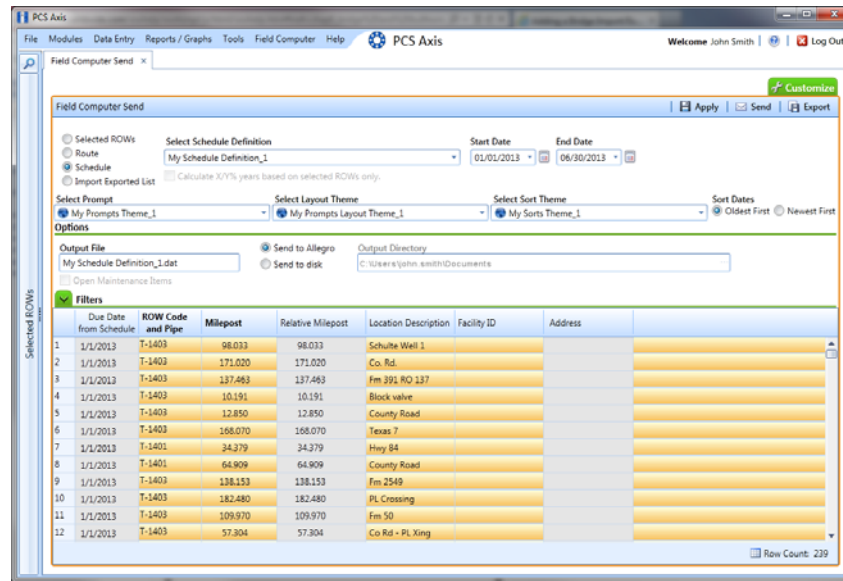 PCS Axis
File Modules Data Entry Reports / Graphs Tools Field Computer Help PCS Axis Welcome John Smith Log Out
Field Computer Send ×
Customize
Field Computer Send Apply Send Export
Selected ROWs
Route
Schedule
Import Exported List
Select Schedule Definition Start Date End Date
My Schedule Definition_1 01/01/2013 06/30/2013
Calculate X/Y% years based on selected ROWs only.
Select Prompt Select Layout Theme Select Sort Theme Sort Dates
My Prompts Theme_1 My Prompts Layout Theme_1 My Sorts Theme_1 Oldest First Newest First
Options
Output File Send to Allegro Output Directory
My Schedule Definition_1.dat Send to disk C:\Users\john.smith\Documents
Open Maintenance Items
Filters
Selected ROWs
Due Date from Schedule ROW Code and Pipe Milepost Relative Milepost Location Description Facility ID Address
1 1/1/2013 T-1403 98.033 98.033 Schulte Well 1
2 1/1/2013 T-1403 171.020 171.020 Co. Rd.
3 1/1/2013 T-1403 137.463 137.463 Fm 391 RO 137
4 1/1/2013 T-1403 10.191 10.191 Block valve
5 1/1/2013 T-1403 12.850 12.850 County Road
6 1/1/2013 T-1403 168.070 168.070 Texas 7
7 1/1/2013 T-1401 34.379 34.379 Hwy 84
8 1/1/2013 T-1401 64.909 64.909 County Road
9 1/1/2013 T-1403 138.153 138.153 Fm 2549
10 1/1/2013 T-1403 182.480 182.480 PL Crossing
11 1/1/2013 T-1403 109.970 109.970 Fm 50
12 1/1/2013 T-1403 57.304 57.304 Co Rd - PL Xing
Row Count: 239